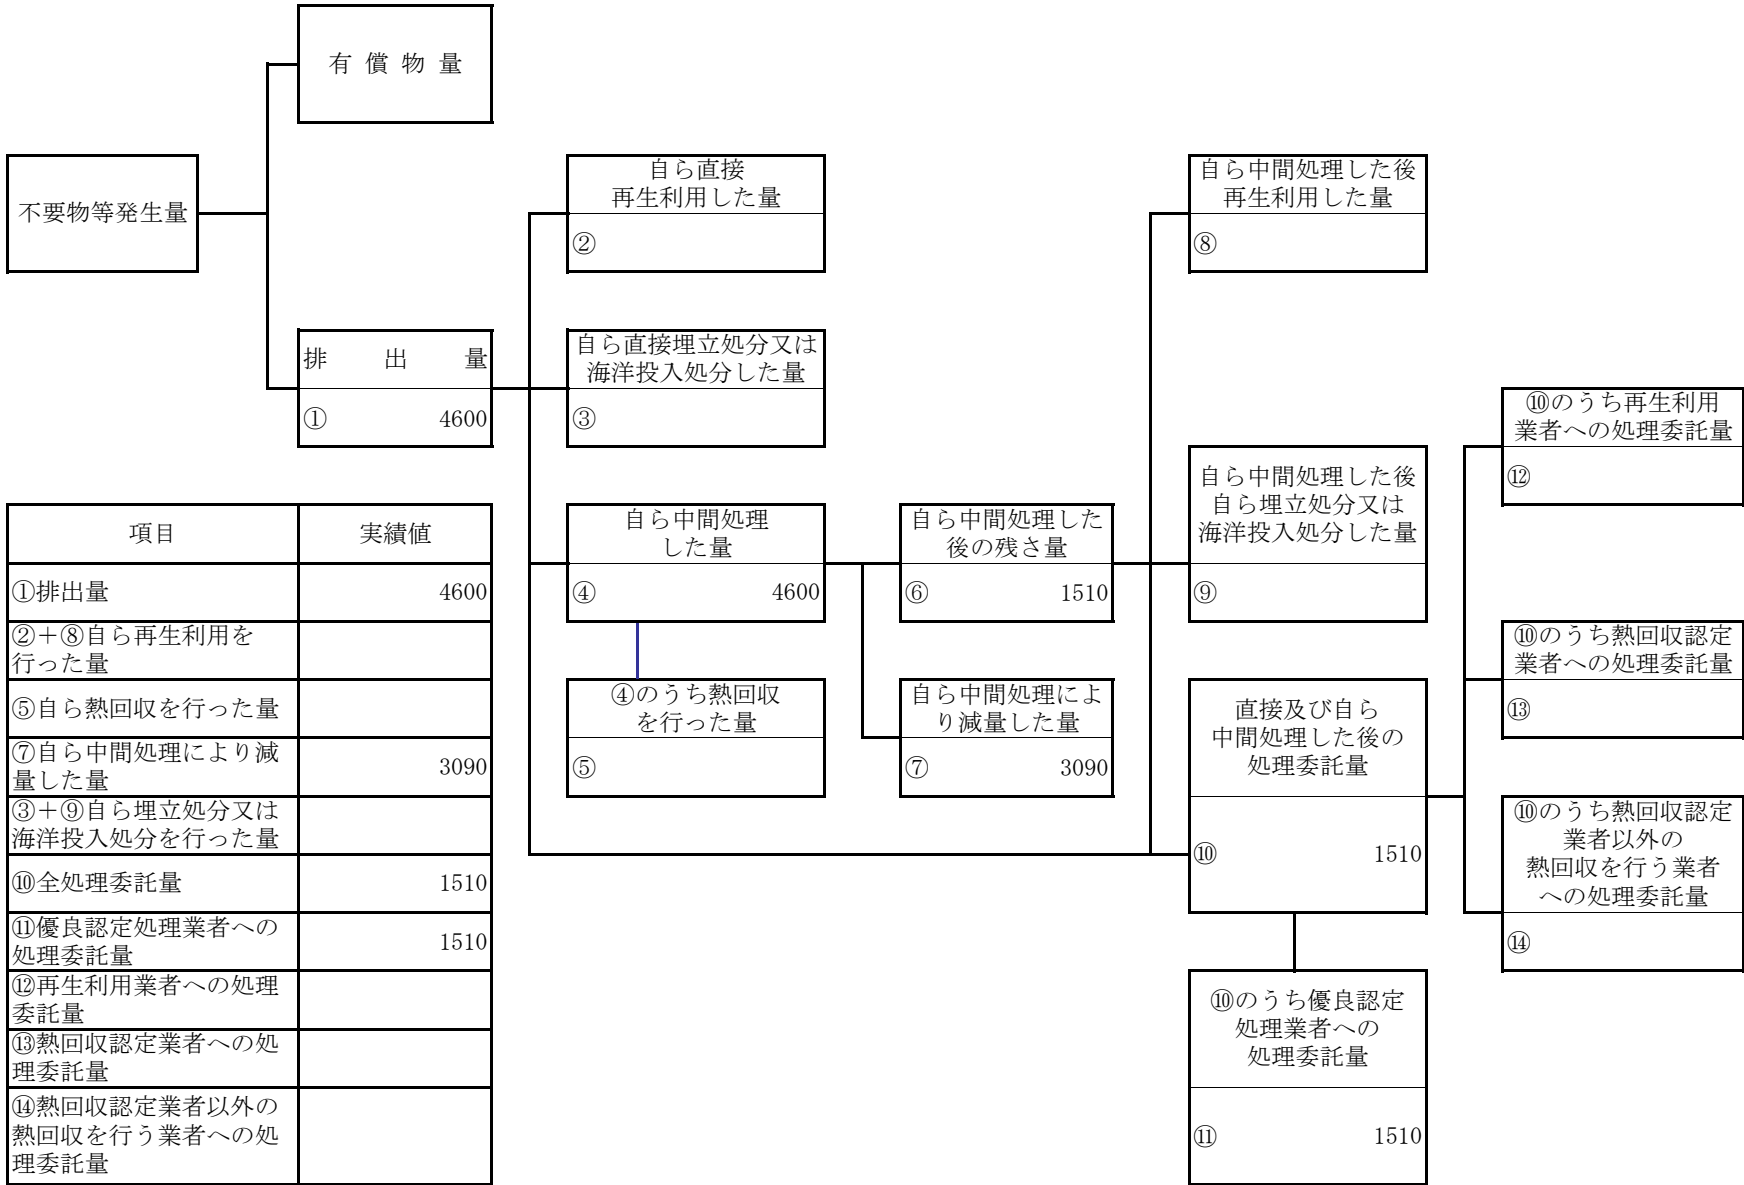 有償物量
不要物等発生量
自ら直接
再生利用した量
②
自ら中間処理した後
再生利用した量
⑧
排出量
① 4600
自ら直接埋立処分又は
海洋投入処分した量
③
⑩のうち再生利用
業者への処理委託量
⑫
自ら中間処理した後
自ら埋立処分又は
海洋投入処分した量
⑨
自ら中間処理
した量
④ 4600
自ら中間処理した
後の残さ量
⑥ 1510
⑩のうち熱回収認定
業者への処理委託量
⑬
④のうち熱回収
を行った量
⑤
自ら中間処理によ
り減量した量
⑦ 3090
直接及び自ら
中間処理した後の
処理委託量
⑩ 1510
⑩のうち熱回収認定
業者以外の
熱回収を行う業者
への処理委託量
⑭
⑩のうち優良認定
処理業者への
処理委託量
⑪ 1510
項目 実績値
①排出量 4600
②+⑧自ら再生利用を
行った量
⑤自ら熱回収を行った量
⑦自ら中間処理により減
量した量 3090
③+⑨自ら埋立処分又は
海洋投入処分を行った量
⑩全処理委託量 1510
⑪優良認定処理業者への
処理委託量 1510
⑫再生利用業者への処理
委託量
⑬熱回収認定業者への処
理委託量
⑭熱回収認定業者以外の
熱回収を行う業者への処
理委託量